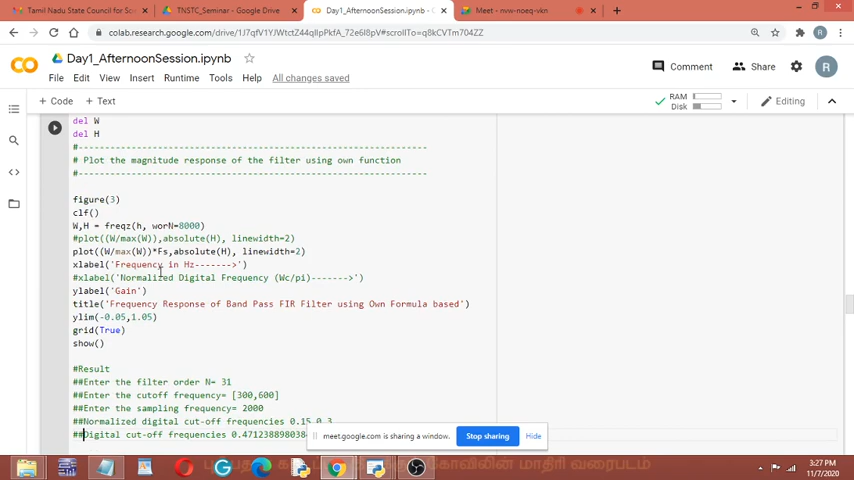 Tamil Nadu State Council for Scie
TNSTC_Seminar - Google Drive
Day1_AfternoonSession.ipynb - C
Meet - nvw-noeq-vkn
colab.research.google.com/drive/
CO
Day1_AfternoonSession.ipynb
Comment
Share
R
File Edit View Insert Runtime Tools Help All changes saved
+ Code + Text
RAM
Disk
Editing
del W
del H
#-----------------------------------------------------------------
# Plot the magnitude response of the filter using own function
#-----------------------------------------------------------------
figure(3)
clf()
W,H = freqz(h, worN=8000)
#plot((W/max(W)),absolute(H), linewidth=2)
plot((W/max(W))*Fs,absolute(H), linewidth=2)
xlabel('Frequency in Hz------->')
#xlabel('Normalized Digital Frequency (Wc/pi)------->')
ylabel('Gain')
title('Frequency Response of Band Pass FIR Filter using Own Formula based')
ylim(-0.05,1.05)
grid(True)
show()
#Result
##Enter the filter order N= 31
##Enter the cutoff frequency= [300,600]
##Enter the sampling frequency= 2000
##Normalized digital cut-off frequencies 0.15,0.3
##Digital cut-off frequencies 0.47123889803
meet.google.com is sharing a window.
Stop sharing
Hide
மாதிரி வரைபடம்
3:27 PM
11/7/2020